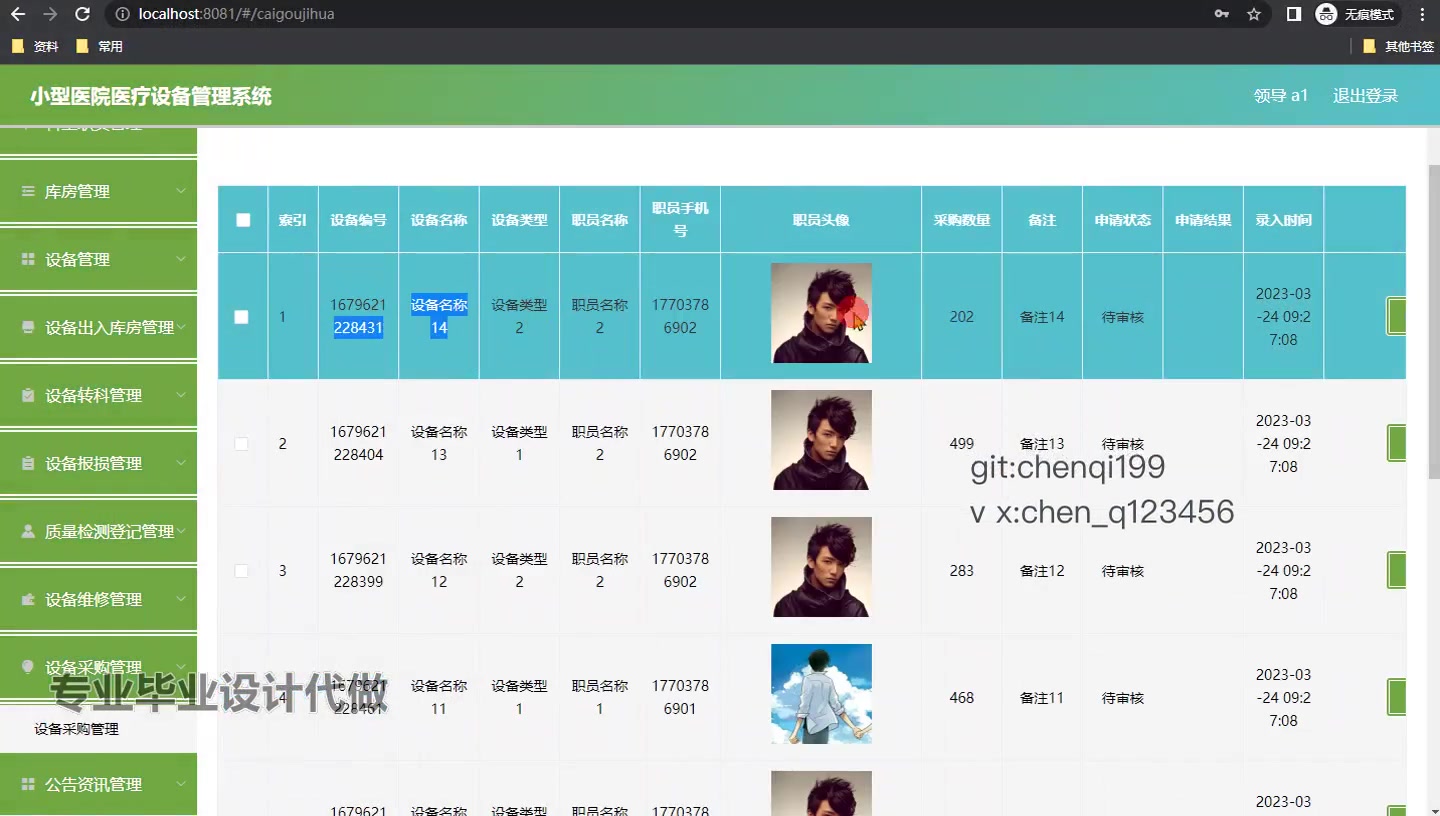 localhost:8081/#/caigoujihua
无痕模式
资料 常用 其他书签
小型医院医疗设备管理系统
领导 a1 退出登录
库房管理
设备管理
设备出入库房管理
设备转科管理
设备报损管理
质量检测登记管理
设备维修管理
设备采购管理
设备采购管理
公告资讯管理
索引 设备编号 设备名称 设备类型 职员名称 职员手机号 职员头像 采购数量 备注 申请状态 申请结果 录入时间
1 1679621228431 设备名称14 设备类型2 职员名称2 17703786902 202 备注14 待审核 2023-03-24 09:27:08
2 1679621228404 设备名称13 设备类型1 职员名称2 17703786902 499 备注13 待审核 2023-03-24 09:27:08
3 1679621228399 设备名称12 设备类型2 职员名称2 17703786902 283 备注12 待审核 2023-03-24 09:27:08
4 1679621228461 设备名称11 设备类型1 职员名称1 17703786901 468 备注11 待审核 2023-03-24 09:27:08
1679621 设备名称 设备类型 职员名称 1770378 2023-03
git:chenqi199
v x:chen_q123456
专业毕业设计代做